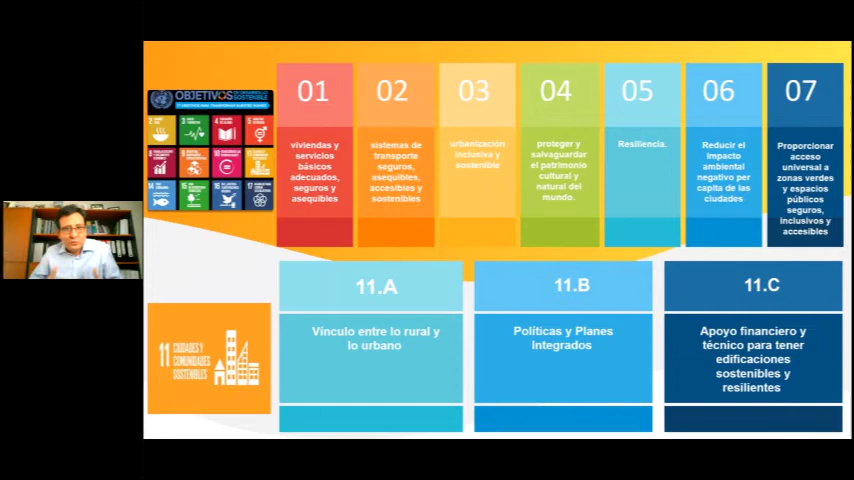 OBJETIVOS DE DESARROLLO SOSTENIBLE
01
viviendas y
servicios
básicos
adecuados,
seguros y
asequibles
02
sistemas de
transporte
seguros,
asequibles,
accesibles y
sostenibles
03
urbanización
inclusiva y
sostenible
04
proteger y
salvaguardar
el patrimonio
cultural y
natural del
mundo.
05
Resiliencia.
06
Reducir el
impacto
ambiental
negativo per
capita de las
ciudades
07
Proporcionar
acceso
universal a
zonas verdes
y espacios
públicos
seguros,
inclusivos y
accesibles
11 CIUDADES Y
COMUNIDADES
SOSTENIBLES
11.A
Vínculo entre lo rural y
lo urbano
11.B
Políticas y Planes
Integrados
11.C
Apoyo financiero y
técnico para tener
edificaciones
sostenibles y
resilientes